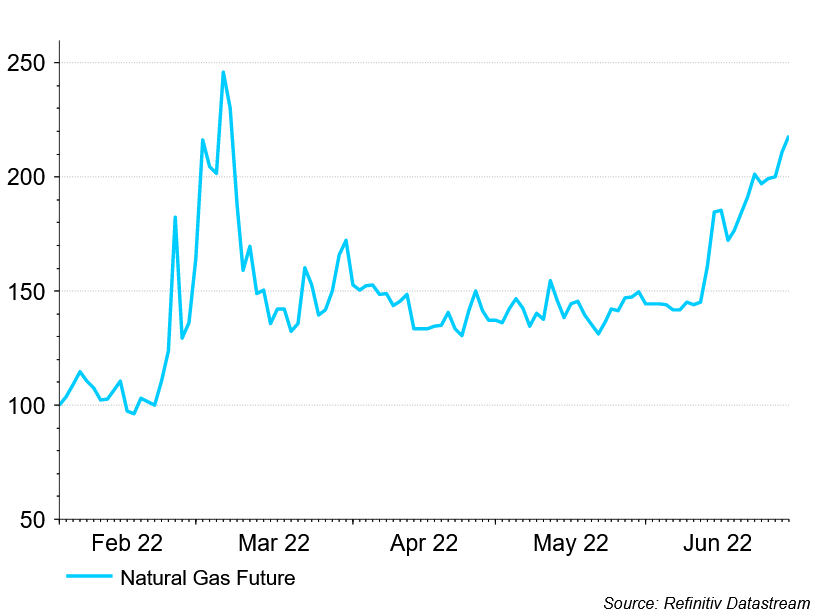 250
200
150
100
50
Feb 22 Mar 22 Apr 22 May 22 Jun 22
Natural Gas Future
Source: Refinitiv Datastream